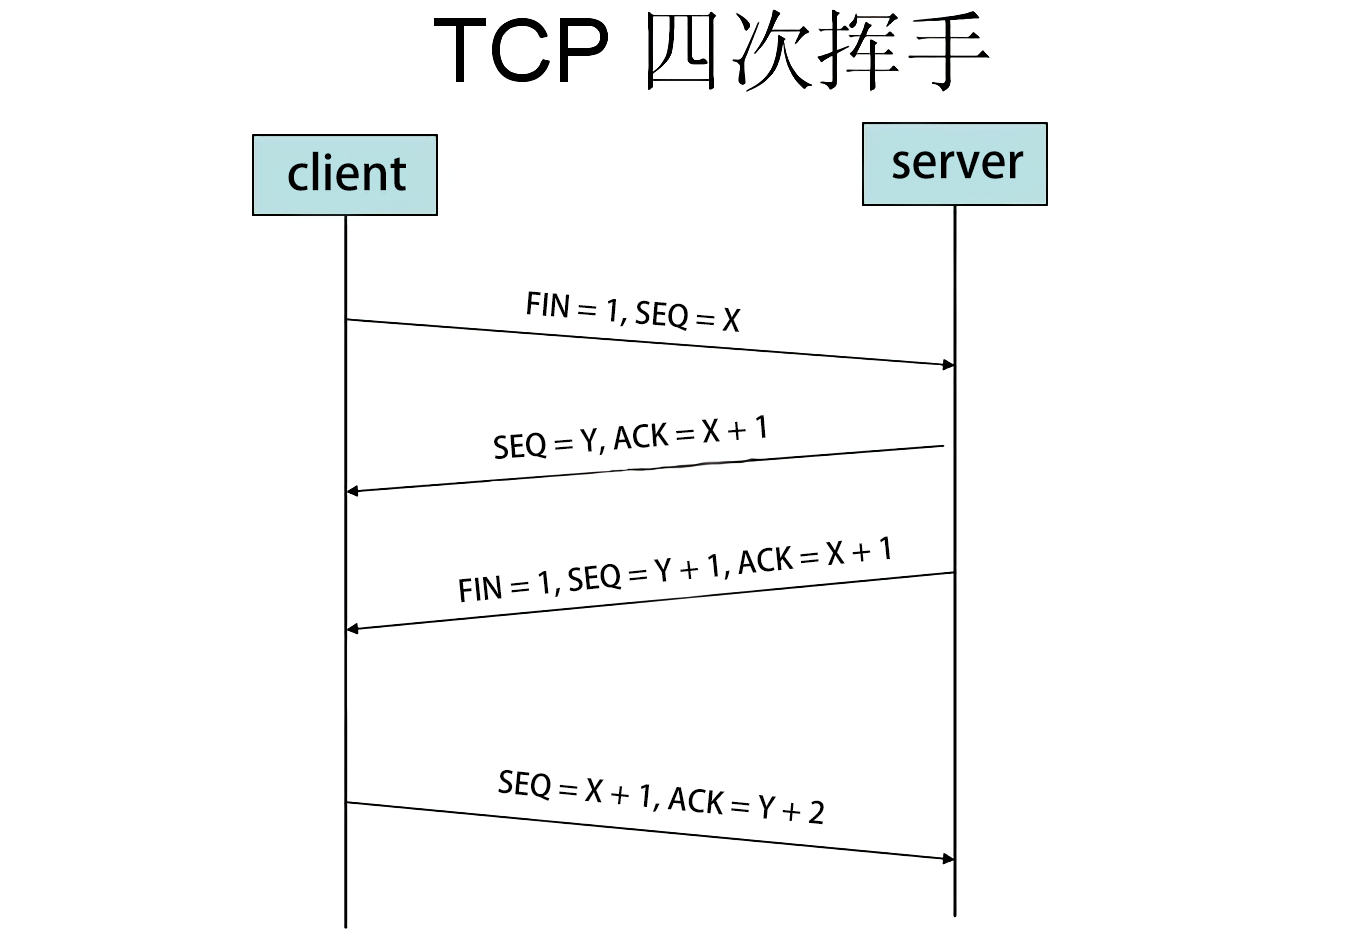 TCP 四次挥手
client
server
FIN = 1, SEQ = X
SEQ = Y, ACK = X + 1
FIN = 1, SEQ = Y + 1, ACK = X + 1
SEQ = X + 1, ACK = Y + 2